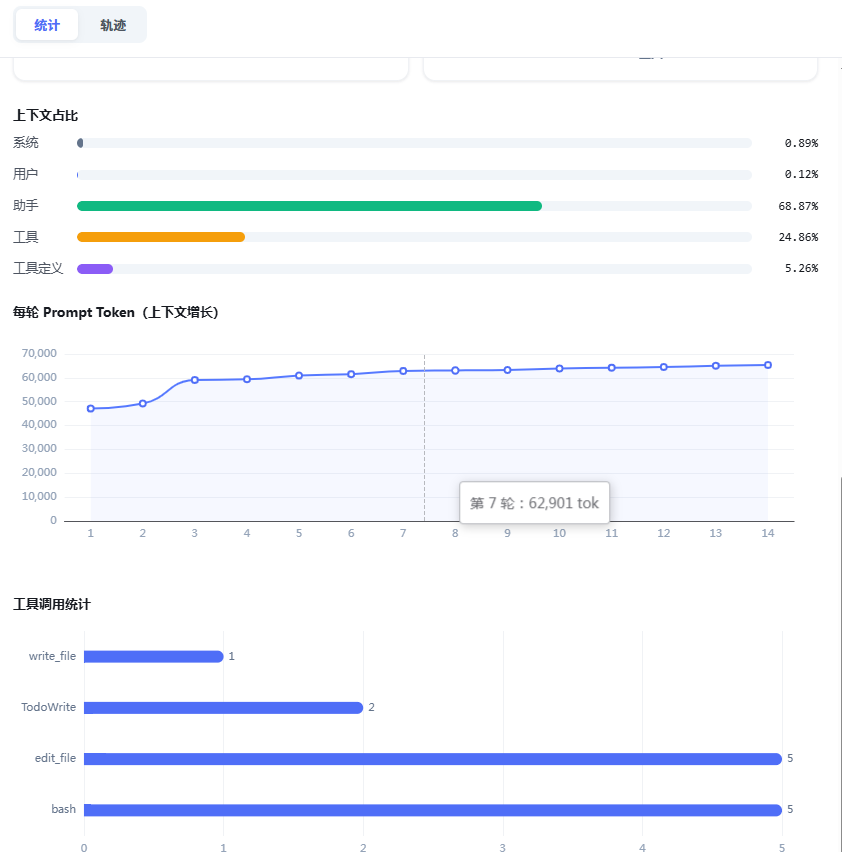 统计 轨迹
上下文占比
系统 0.89%
用户 0.12%
助手 68.87%
工具 24.86%
工具定义 5.26%
每轮 Prompt Token（上下文增长）
70,000
60,000
50,000
40,000
30,000
20,000
10,000
0
第 7 轮：62,901 tok
1 2 3 4 5 6 7 8 9 10 11 12 13 14
工具调用统计
write_file 1
TodoWrite 2
edit_file 5
bash 5
0 1 2 3 4 5